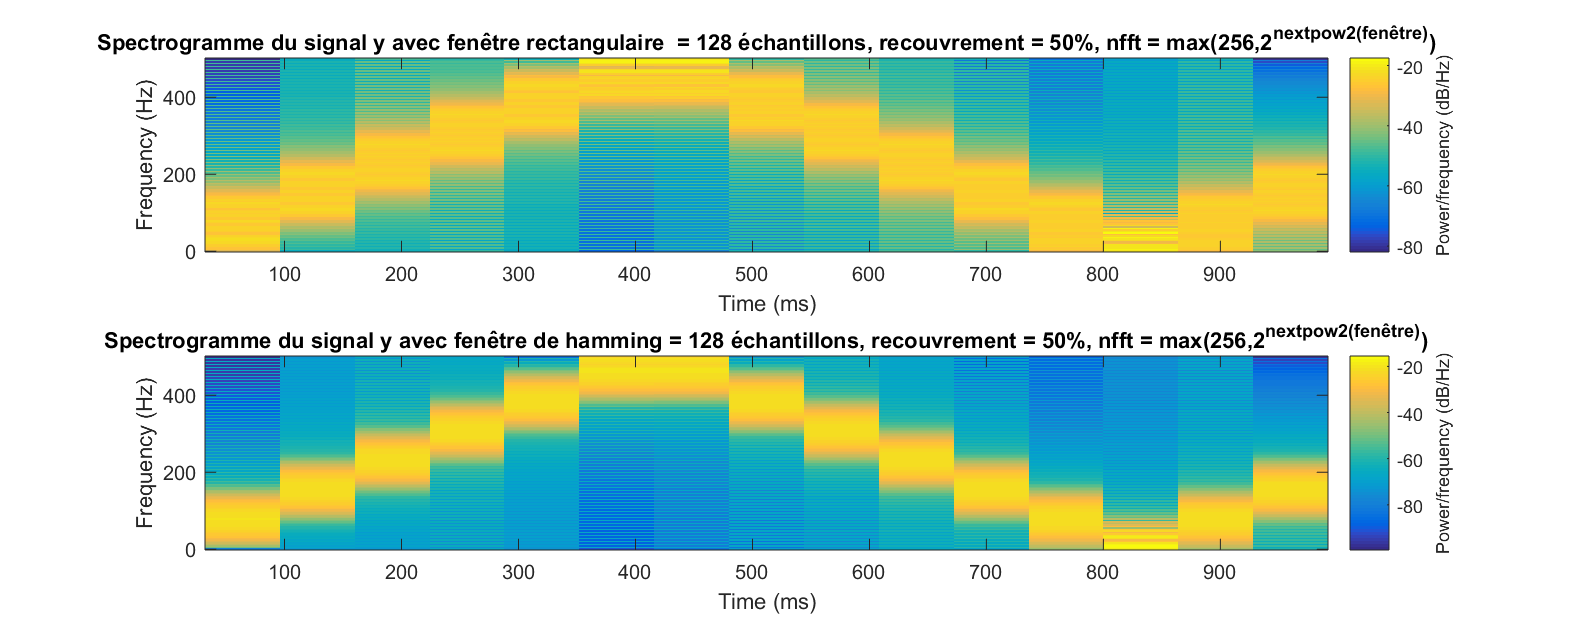 Spectrogramme du signal y avec fenêtre rectangulaire  = 128 échantillons, recouvrement = 50%, nfft = max(256,2^nextpow2(fenêtre))
Frequency (Hz)
400
200
0
100 200 300 400 500 600 700 800 900
Time (ms)
-20
-40
-60
-80
Power/frequency (dB/Hz)
Spectrogramme du signal y avec fenêtre de hamming = 128 échantillons, recouvrement = 50%, nfft = max(256,2^nextpow2(fenêtre))
Frequency (Hz)
400
200
0
100 200 300 400 500 600 700 800 900
Time (ms)
-20
-40
-60
-80
Power/frequency (dB/Hz)